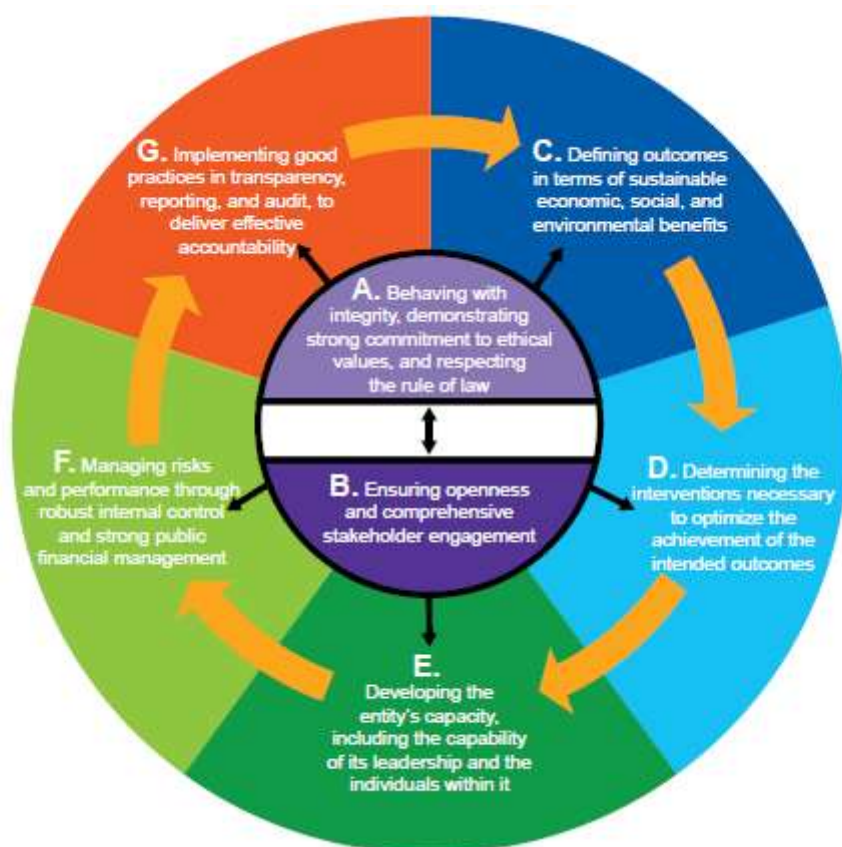 G. Implementing good
practices in transparency,
reporting, and audit, to
deliver effective
accountability
C. Defining outcomes
in terms of sustainable
economic, social, and
environmental benefits
A. Behaving with
integrity, demonstrating
strong commitment to ethical
values, and respecting
the rule of law
B. Ensuring openness
and comprehensive
stakeholder engagement
D. Determining the
interventions necessary
to optimize the
achievement of the
intended outcomes
E.
Developing the
entity's capacity,
including the capability
of its leadership and the
individuals within it
F. Managing risks
and performance through
robust internal control
and strong public
financial management